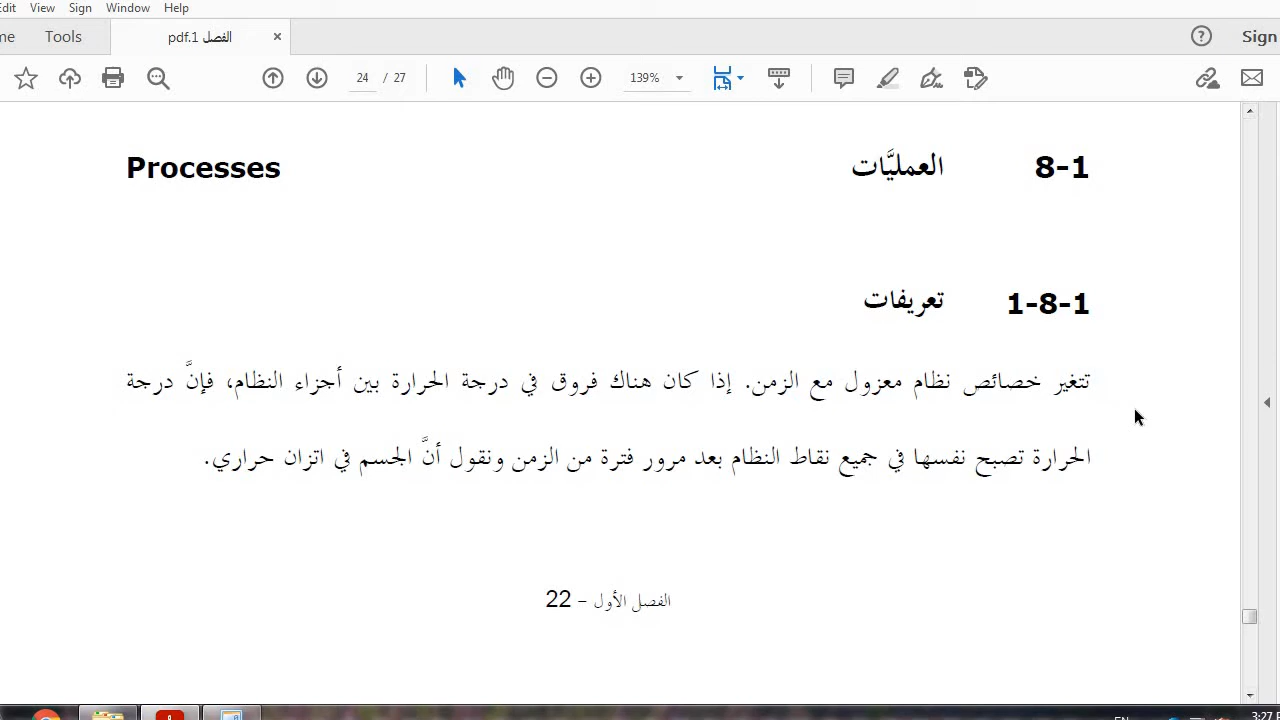 Edit View Sign Window Help
me Tools الفصل 1.pdf × Sign
24 / 27 139%
8-1 العمليَّات Processes
1-8-1 تعريفات
تتغير خصائص نظام معزول مع الزمن. إذا كان هناك فروق في درجة الحرارة بين أجزاء النظام، فإنَّ درجة
الحرارة تصبح نفسها في جميع نقاط النظام بعد مرور فترة من الزمن ونقول أنَّ الجسم في اتزان حراري.
الفصل الأول – 22